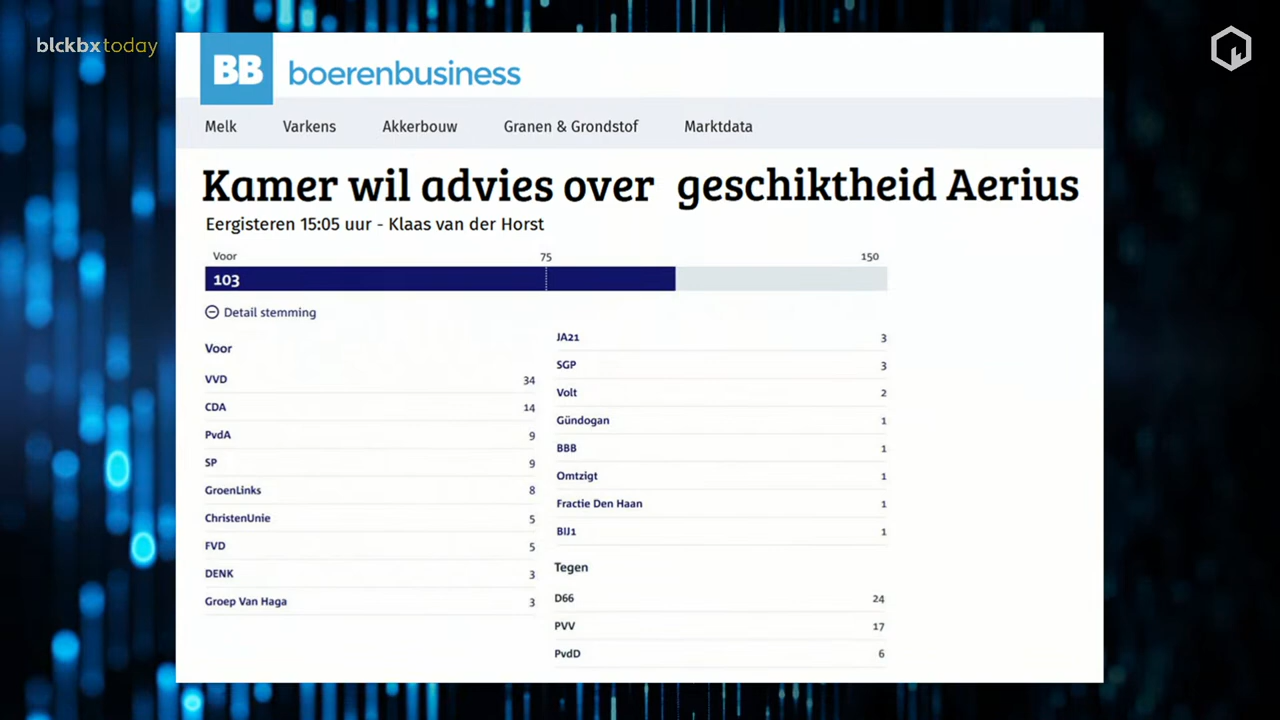 blckbxtoday
BB boerenbusiness
Melk Varkens Akkerbouw Granen & Grondstof Marktdata
Kamer wil advies over geschiktheid Aerius
Eergisteren 15:05 uur - Klaas van der Horst
Voor 75 150
103
Detail stemming
Voor
VVD 34
CDA 14
PvdA 9
SP 9
GroenLinks 8
ChristenUnie 5
FVD 5
DENK 3
Groep Van Haga 3
JA21 3
SGP 3
Volt 2
Gündogan 1
BBB 1
Omtzigt 1
Fractie Den Haan 1
BIJ1 1
Tegen
D66 24
PVV 17
PvdD 6